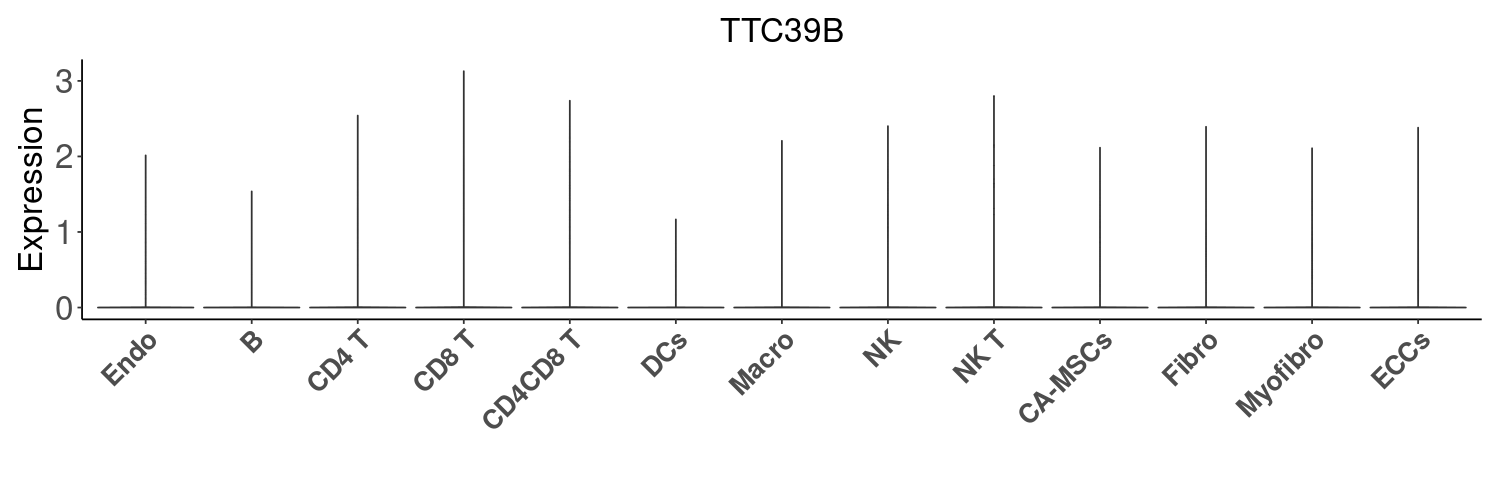 TTC39B
Expression
3
2
1
0
Endo
B
CD4 T
CD8 T
CD4CD8 T
DCs
Macro
NK
NK T
CA-MSCs
Fibro
Myofibro
ECCs